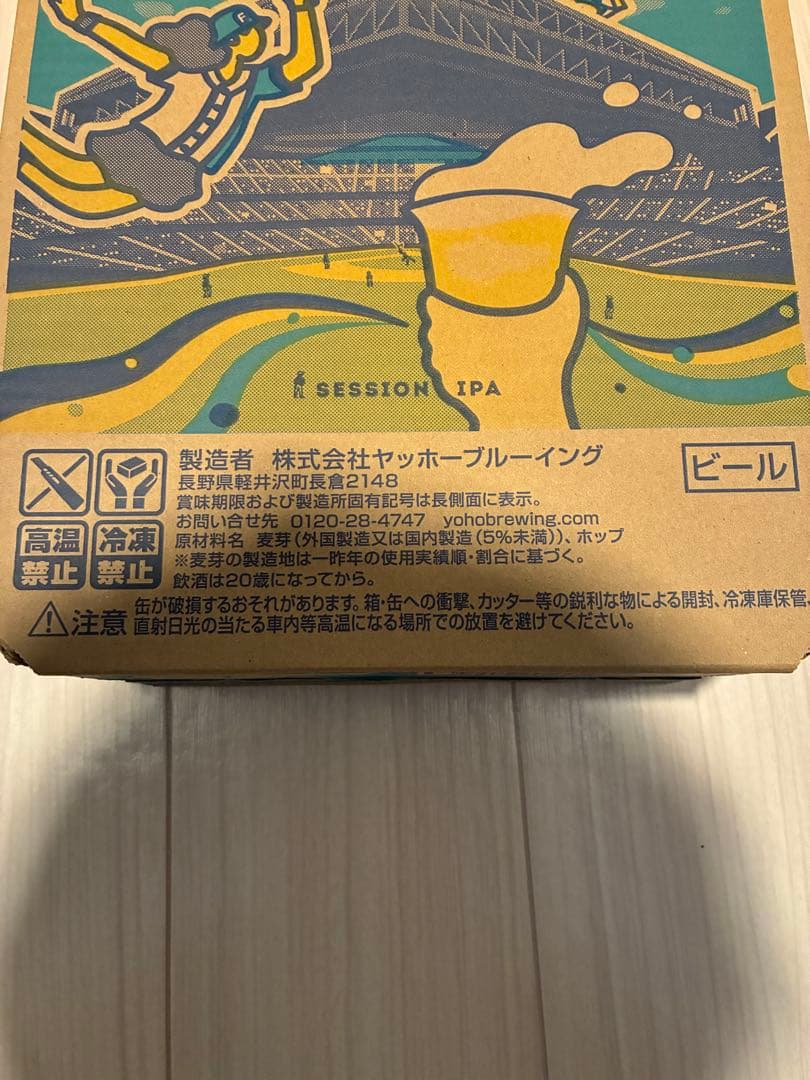 SESSION IPA
製造者 株式会社ヤッホーブルーイング
ビール
長野県軽井沢町長倉2148
賞味期限および製造所固有記号は長側面に表示。
お問い合せ先 0120-28-4747 yohobrewing.com
原材料名 麦芽(外国製造又は国内製造(5%未満))、ホップ
※麦芽の製造地は一昨年の使用実績順・割合に基づく。
飲酒は20歳になってから。
高温禁止
冷凍禁止
注意
缶が破損するおそれがあります。箱・缶への衝撃、カッター等の鋭利な物による開封、冷凍庫保管、
直射日光の当たる車内等高温になる場所での放置を避けてください。